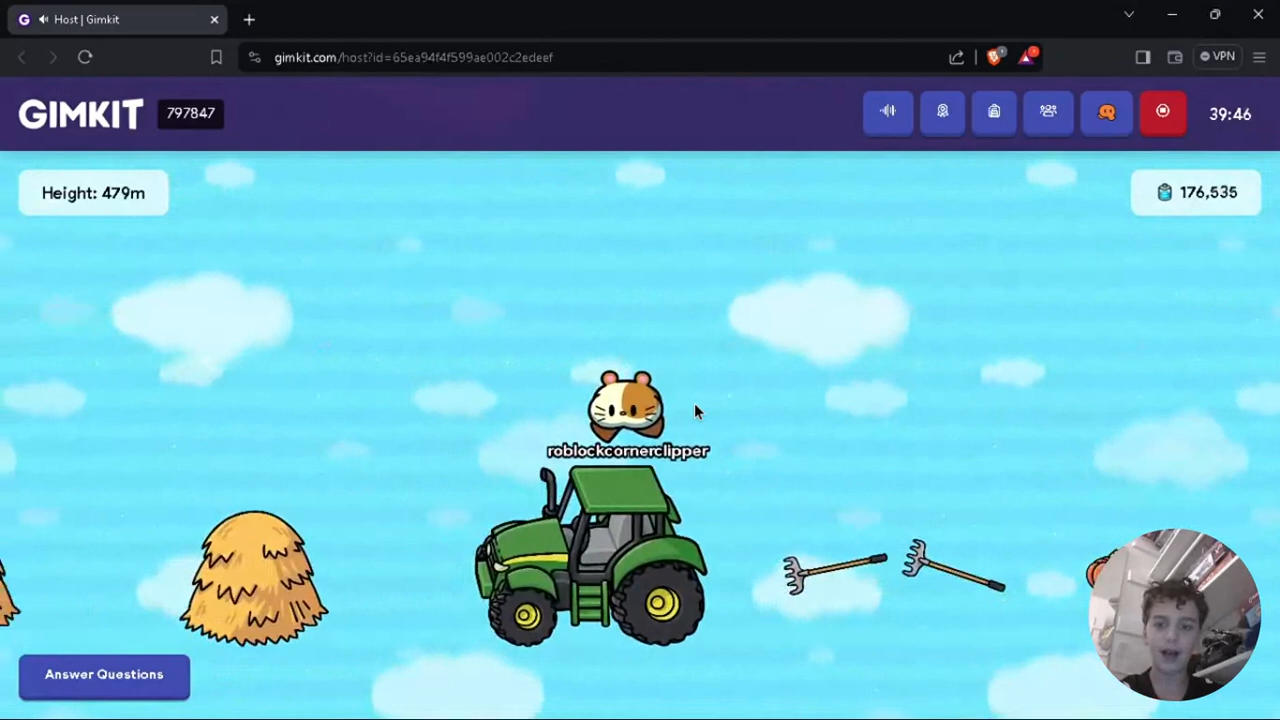 Host | Gimkit
gimkit.com/host?id=65ea94f4f599ae002c2edeef
VPN
GIMKIT
797847
39:46
Height: 479m
176,535
roblockcornerclipper
Answer Questions